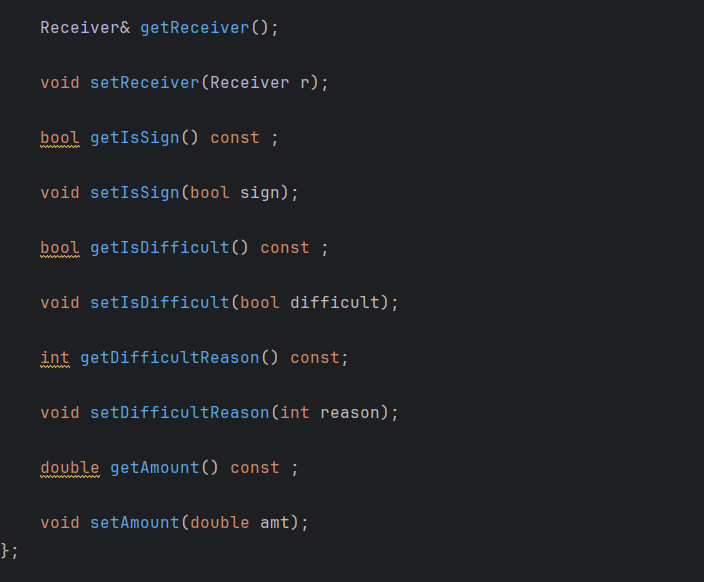 Receiver& getReceiver();
void setReceiver(Receiver r);
bool getIsSign() const ;
void setIsSign(bool sign);
bool getIsDifficult() const ;
void setIsDifficult(bool difficult);
int getDifficultReason() const;
void setDifficultReason(int reason);
double getAmount() const ;
void setAmount(double amt);
};